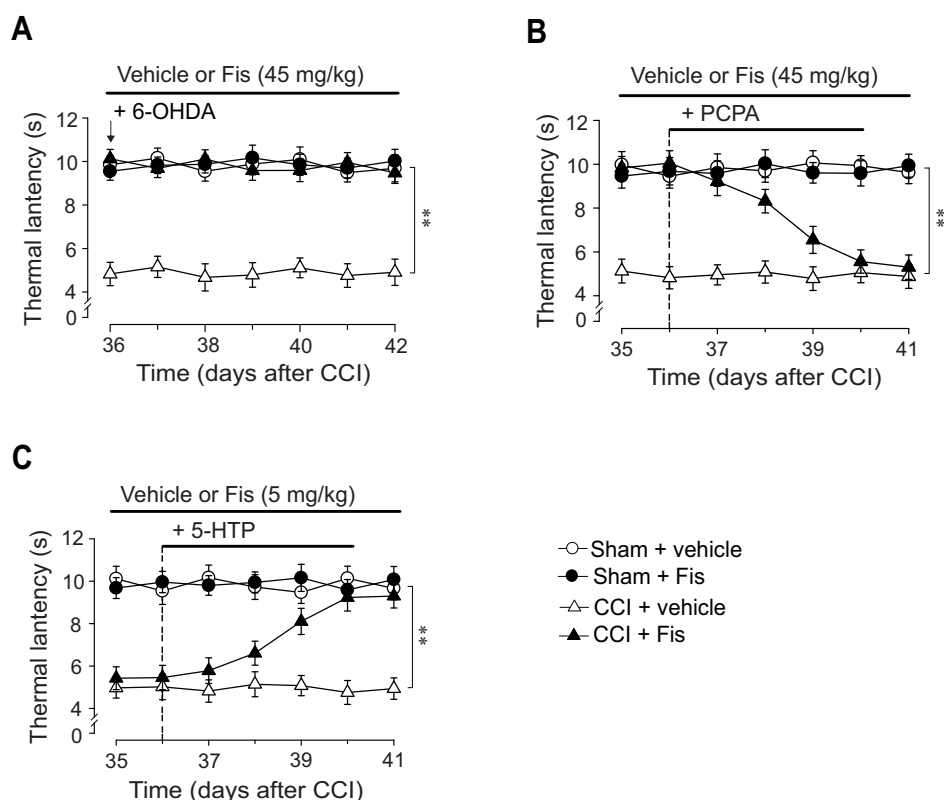 A
Vehicle or Fis (45 mg/kg)
+ 6-OHDA
Thermal lantency (s)
12
10
8
6
4
0
**
36
38
40
42
Time (days after CCI)
B
Vehicle or Fis (45 mg/kg)
+ PCPA
Thermal lantency (s)
12
10
8
6
4
0
**
35
37
39
41
Time (days after CCI)
C
Vehicle or Fis (5 mg/kg)
+ 5-HTP
Thermal lantency (s)
12
10
8
6
4
0
**
35
37
39
41
Time (days after CCI)
Sham + vehicle
Sham + Fis
CCI + vehicle
CCI + Fis